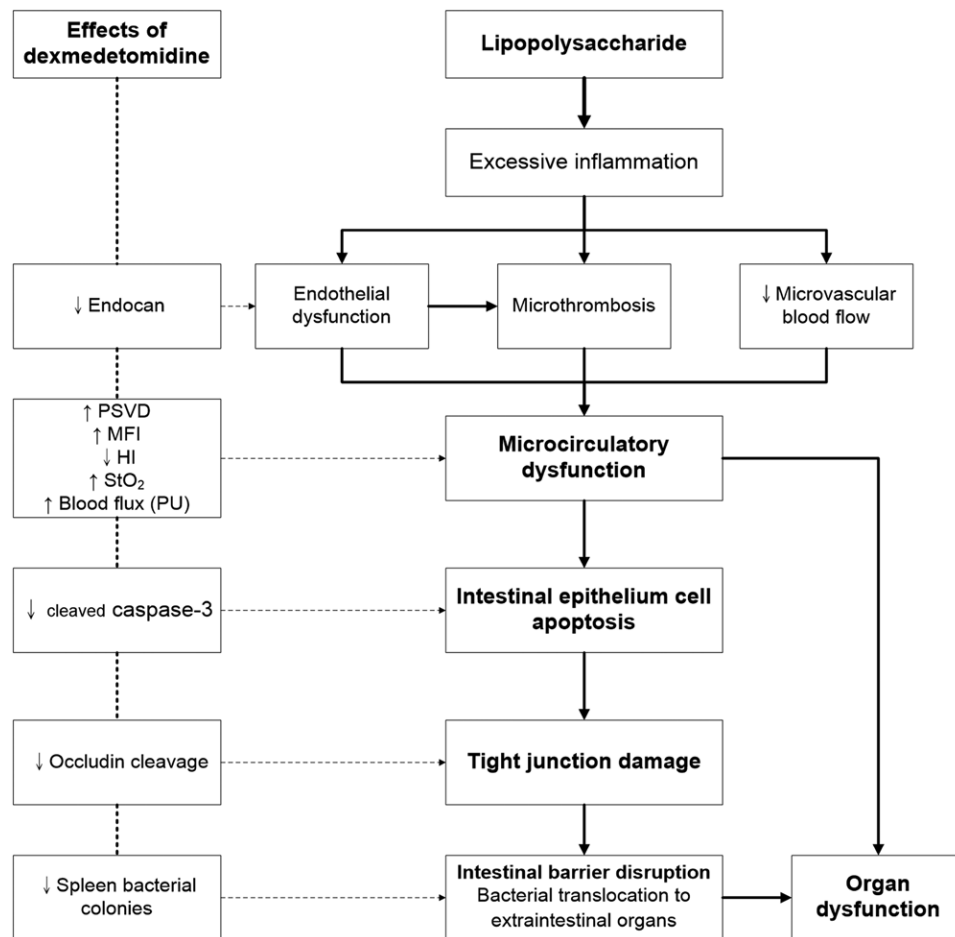 Effects of
dexmedetomidine
Lipopolysaccharide
Excessive inflammation
↓ Endocan
Endothelial
dysfunction
Microthrombosis
↓ Microvascular
blood flow
↑ PSVD
↑ MFI
↓ HI
↑ StO₂
↑ Blood flux (PU)
Microcirculatory
dysfunction
↓ cleaved caspase-3
Intestinal epithelium cell
apoptosis
↓ Occludin cleavage
Tight junction damage
↓ Spleen bacterial
colonies
Intestinal barrier disruption
Bacterial translocation to
extraintestinal organs
Organ
dysfunction